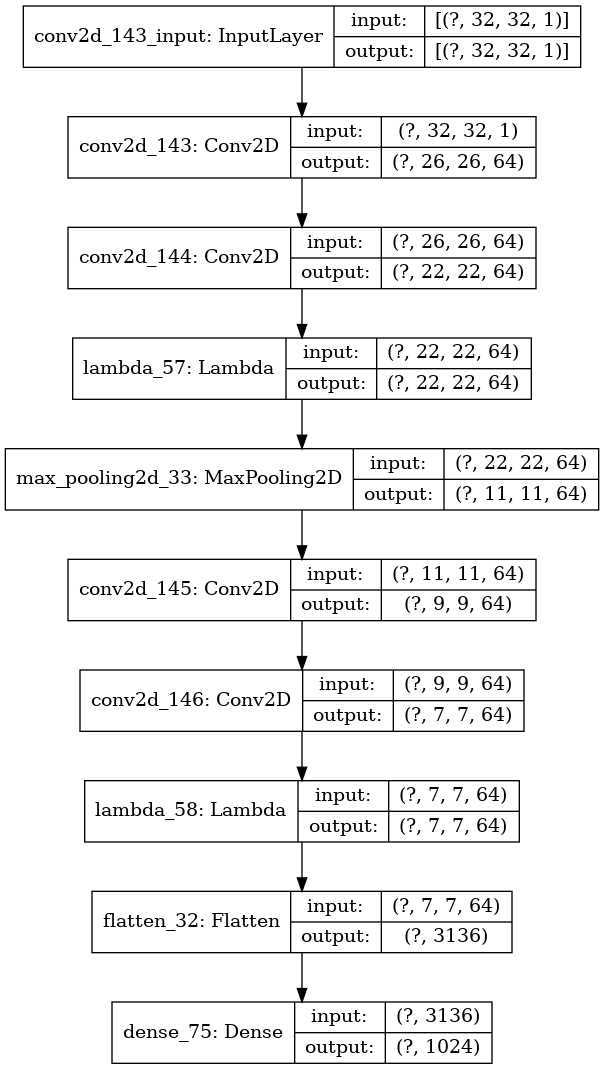 conv2d_143_input: InputLayer
input: [(?, 32, 32, 1)]
output: [(?, 32, 32, 1)]
conv2d_143: Conv2D
input: (?, 32, 32, 1)
output: (?, 26, 26, 64)
conv2d_144: Conv2D
input: (?, 26, 26, 64)
output: (?, 22, 22, 64)
lambda_57: Lambda
input: (?, 22, 22, 64)
output: (?, 22, 22, 64)
max_pooling2d_33: MaxPooling2D
input: (?, 22, 22, 64)
output: (?, 11, 11, 64)
conv2d_145: Conv2D
input: (?, 11, 11, 64)
output: (?, 9, 9, 64)
conv2d_146: Conv2D
input: (?, 9, 9, 64)
output: (?, 7, 7, 64)
lambda_58: Lambda
input: (?, 7, 7, 64)
output: (?, 7, 7, 64)
flatten_32: Flatten
input: (?, 7, 7, 64)
output: (?, 3136)
dense_75: Dense
input: (?, 3136)
output: (?, 1024)